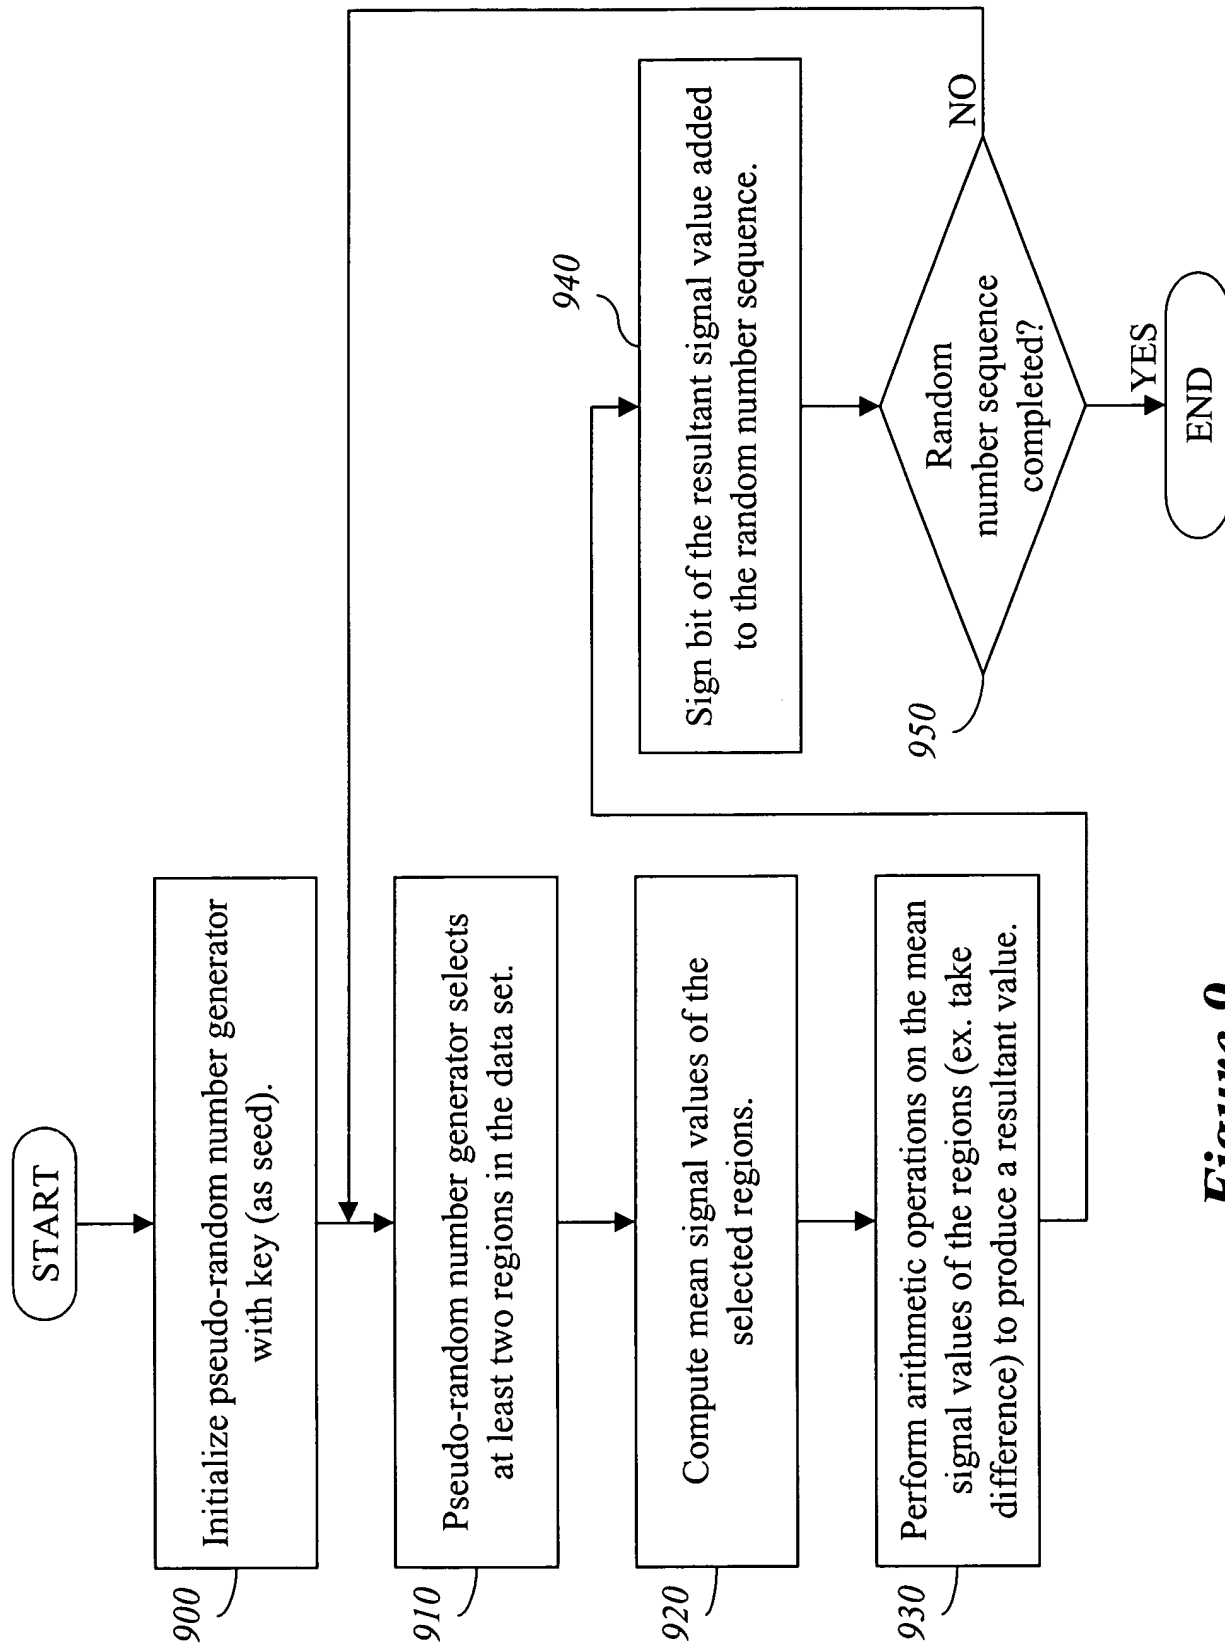 START
Initialize pseudo-random number generator
with key (as seed).
900
Pseudo-random number generator selects
at least two regions in the data set.
910
Compute mean signal values of the
selected regions.
920
Perform arithmetic operations on the mean
signal values of the regions (ex. take
difference) to produce a resultant value.
930
940
Sign bit of the resultant signal value added
to the random number sequence.
950
Random
number sequence
completed?
NO
YES
END
Figure 9